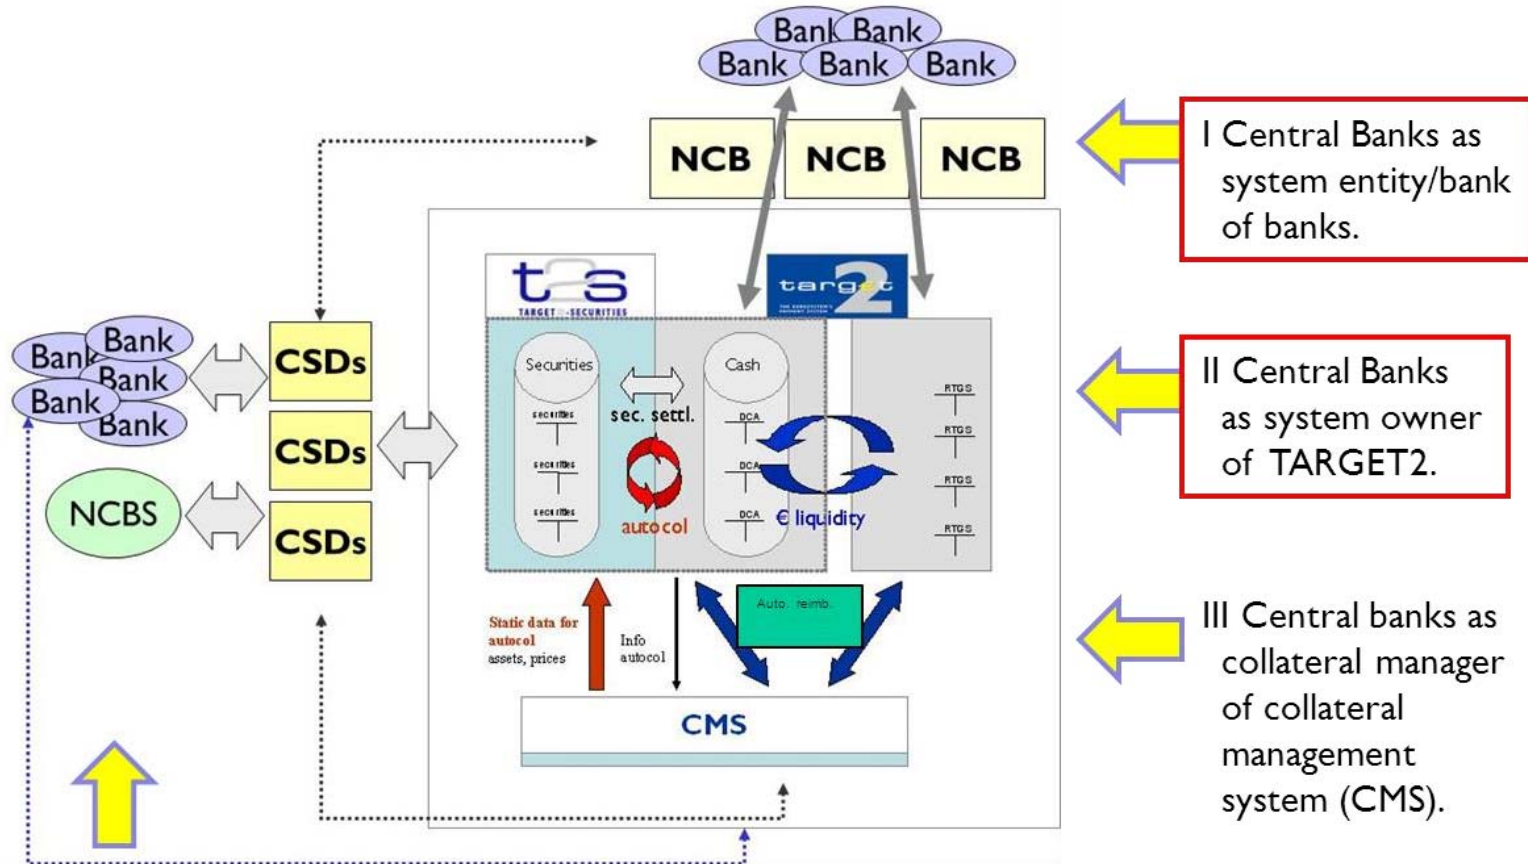 Bank Bank
Bank Bank Bank
NCB NCB NCB
I Central Banks as
system entity/bank
of banks.
t2s
TARGET2-SECURITIES
target
2
Bank
Bank
Bank
Bank
Bank
CSDs
CSDs
CSDs
NCBS
Securities
securities
securities
securities
sec. settl.
autocol
Cash
DCA
DCA
DCA
€ liquidity
RTGS
RTGS
RTGS
RTGS
II Central Banks
as system owner
of TARGET2.
Static data for
autocol
assets, prices
Info
autocol
Auto. reimb.
CMS
III Central banks as
collateral manager
of collateral
management
system (CMS).